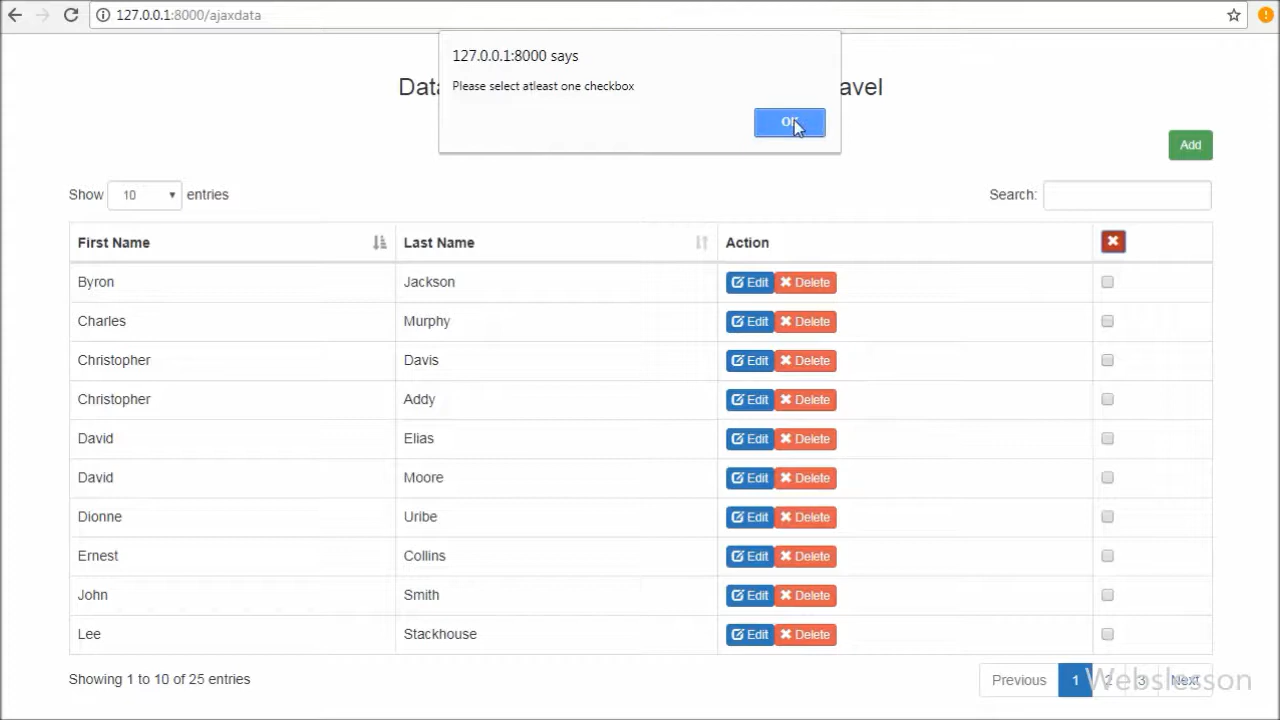 127.0.0.1:8000/ajaxdata
127.0.0.1:8000 says
Please select atleast one checkbox
OK
Data avel
Add
Show 10 entries Search:
First Name Last Name Action
Byron Jackson Edit Delete
Charles Murphy Edit Delete
Christopher Davis Edit Delete
Christopher Addy Edit Delete
David Elias Edit Delete
David Moore Edit Delete
Dionne Uribe Edit Delete
Ernest Collins Edit Delete
John Smith Edit Delete
Lee Stackhouse Edit Delete
Showing 1 to 10 of 25 entries Previous 1 2 3 Next
Webslesson